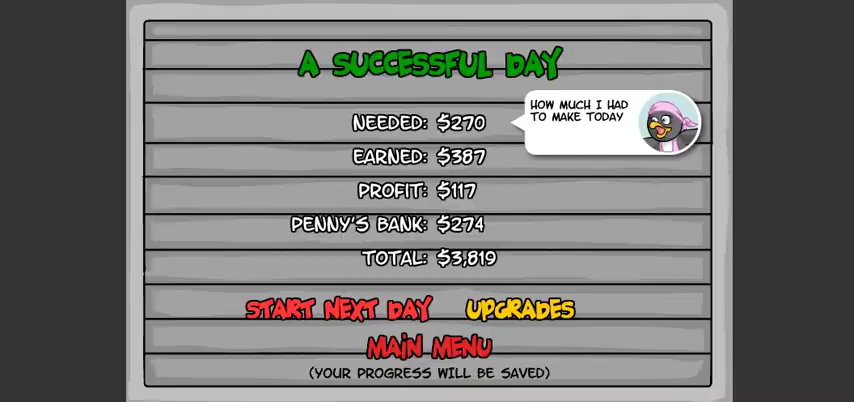 A SUCCESSFUL DAY
NEEDED: $270
HOW MUCH I HAD
TO MAKE TODAY
EARNED: $387
PROFIT: $117
PENNY'S BANK: $274
TOTAL: $3,819
START NEXT DAY UPGRADES
MAIN MENU
(YOUR PROGRESS WILL BE SAVED)